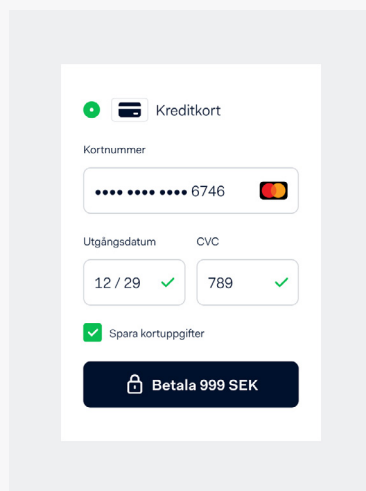 Kreditkort
Kortnummer
•••• •••• •••• 6746
Utgångsdatum CVC
12 / 29 789
Spara kortuppgifter
Betala 999 SEK